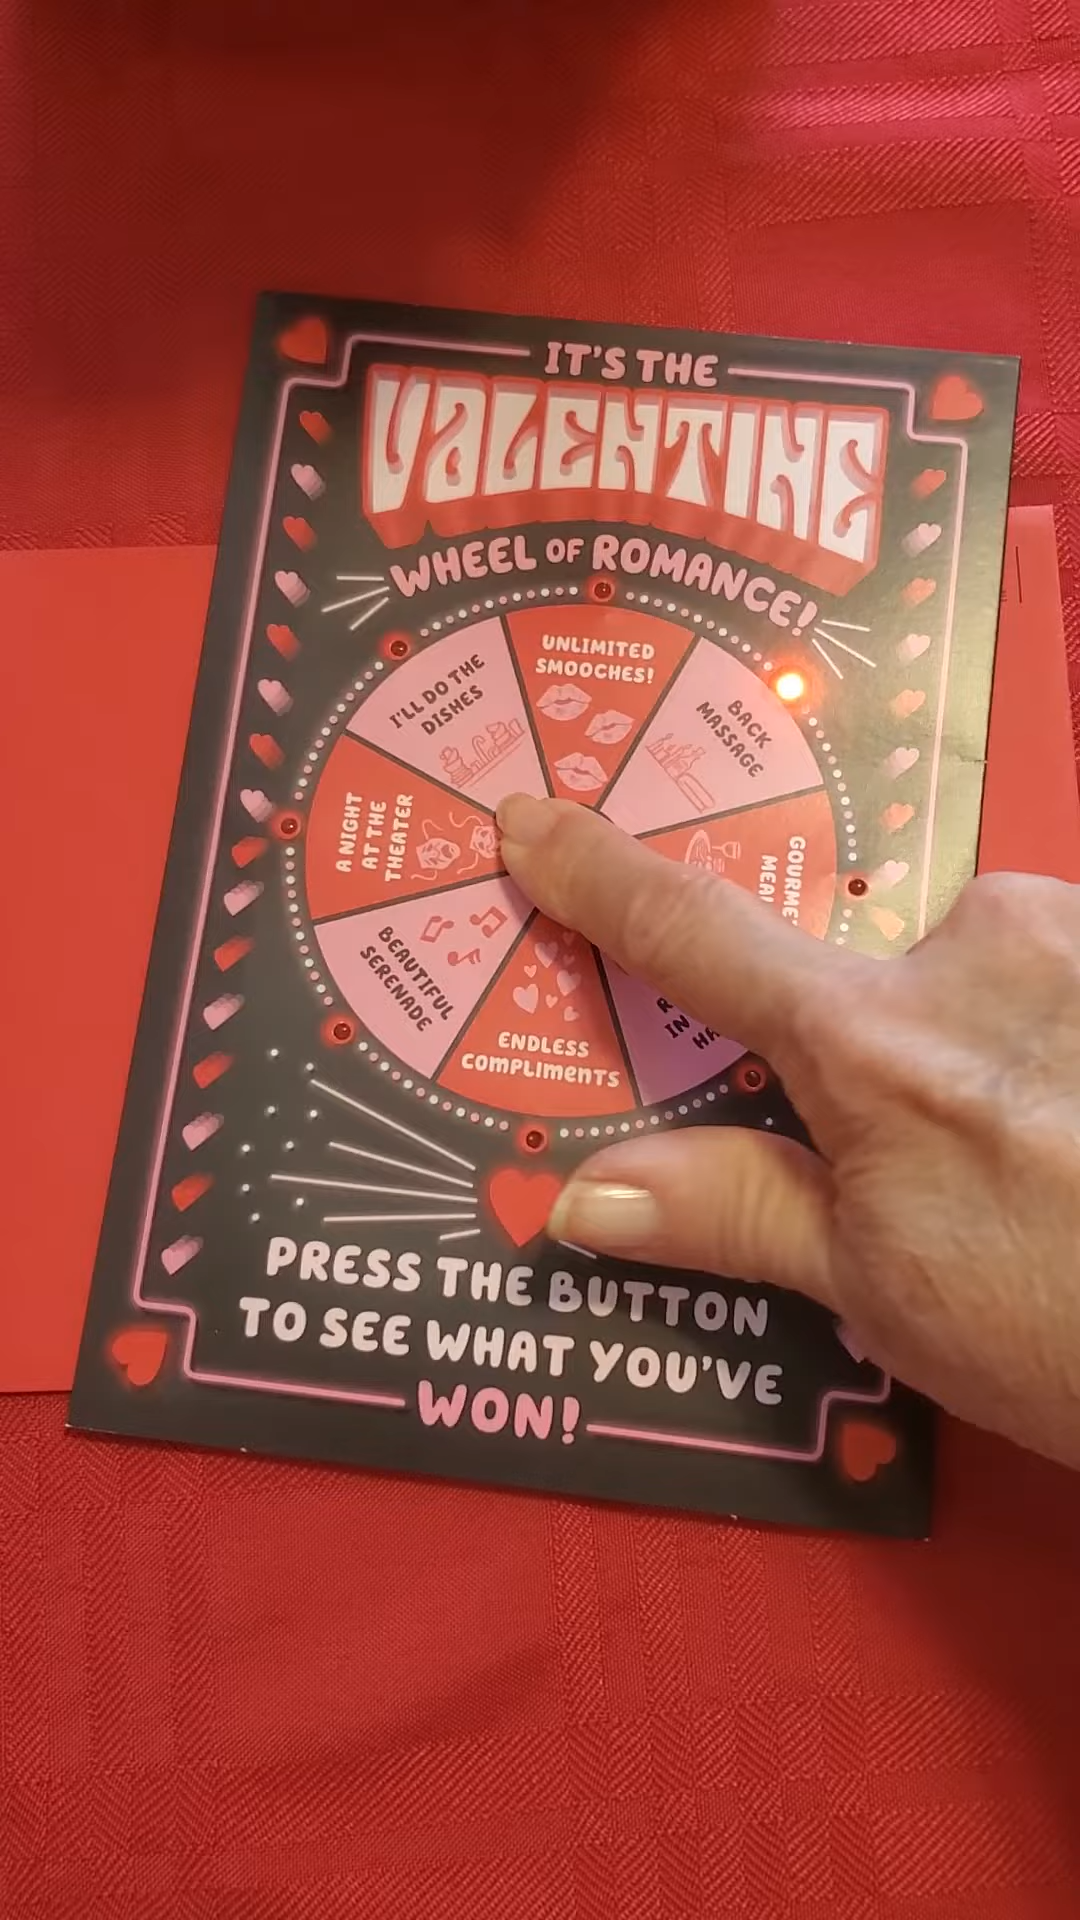 IT'S THE
VALENTINE
WHEEL OF ROMANCE!
UNLIMITED
SMOOCHES!
BACK
MASSAGE
I'LL DO THE
DISHES
A NIGHT
AT THE
THEATER
BEAUTIFUL
SERENADE
ENDLESS
COMPLIMENTS
IN
PRESS THE BUTTON
TO SEE WHAT YOU'VE
WON!